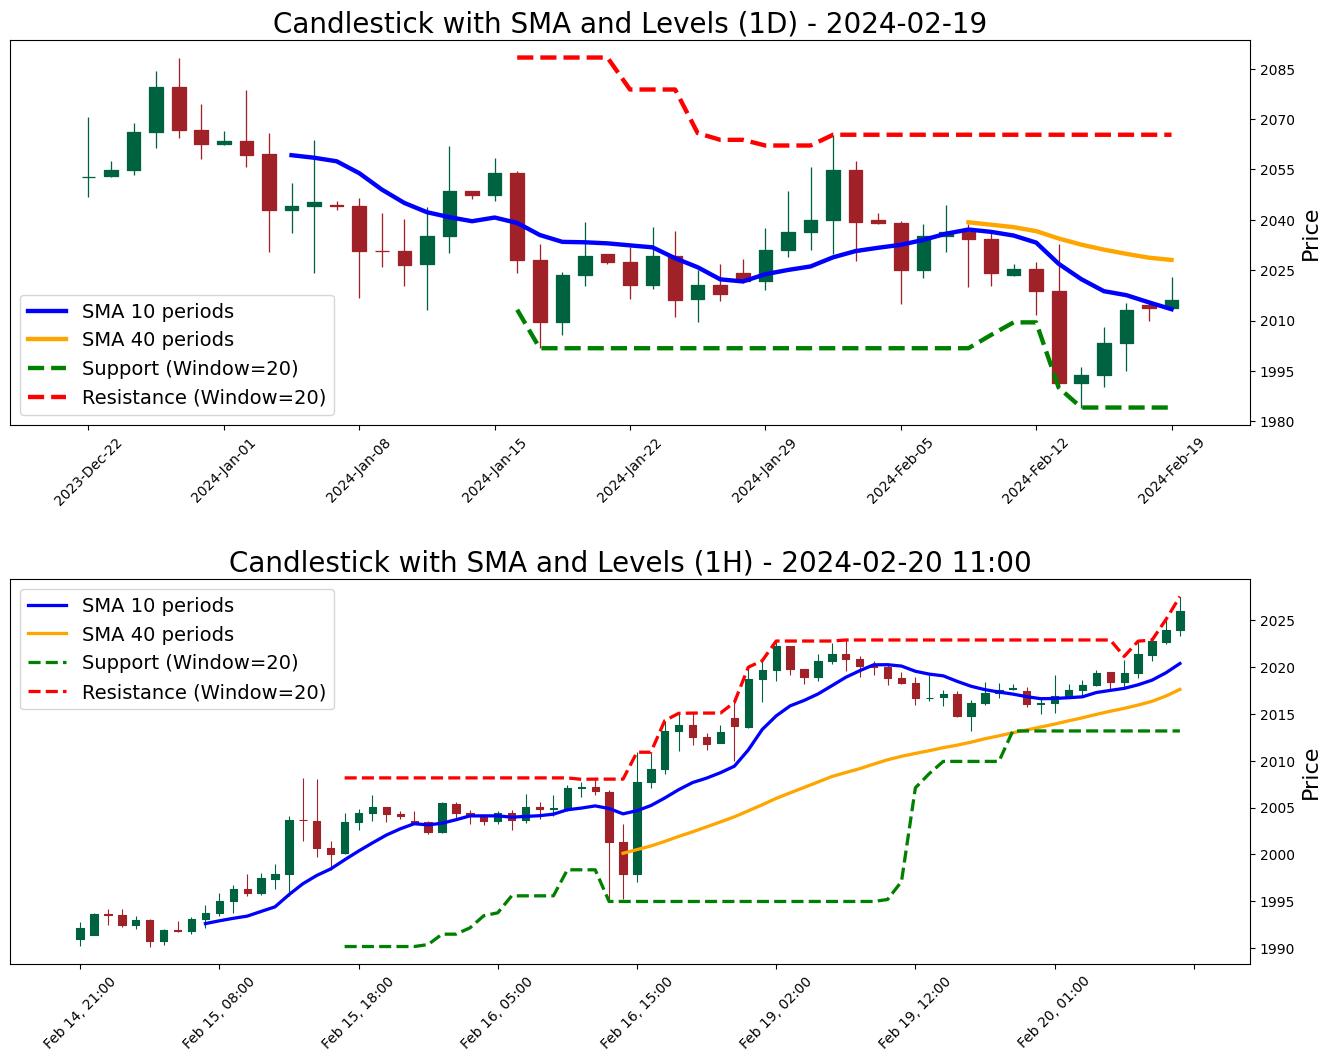 Candlestick with SMA and Levels (1D) - 2024-02-19
2085
2070
2055
2040
2025
2010
1995
1980
Price
SMA 10 periods
SMA 40 periods
Support (Window=20)
Resistance (Window=20)
2023-Dec-22
2024-Jan-01
2024-Jan-08
2024-Jan-15
2024-Jan-22
2024-Jan-29
2024-Feb-05
2024-Feb-12
2024-Feb-19
Candlestick with SMA and Levels (1H) - 2024-02-20 11:00
SMA 10 periods
SMA 40 periods
Support (Window=20)
Resistance (Window=20)
2025
2020
2015
2010
2005
2000
1995
1990
Price
Feb 14, 21:00
Feb 15, 08:00
Feb 15, 18:00
Feb 16, 05:00
Feb 16, 15:00
Feb 19, 02:00
Feb 19, 12:00
Feb 20, 01:00